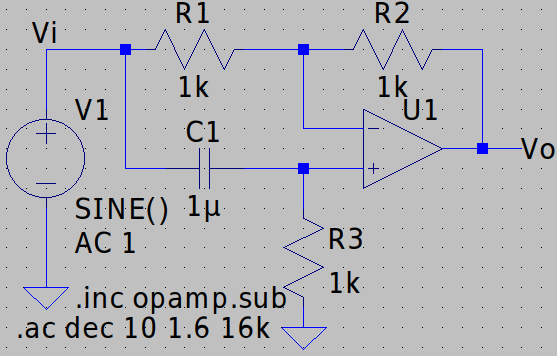 R1
R2
Vi
1k
1k
V1
U1
C1
Vo
SINE()
1µ
AC 1
R3
1k
.inc opamp.sub
.ac dec 10 1.6 16k